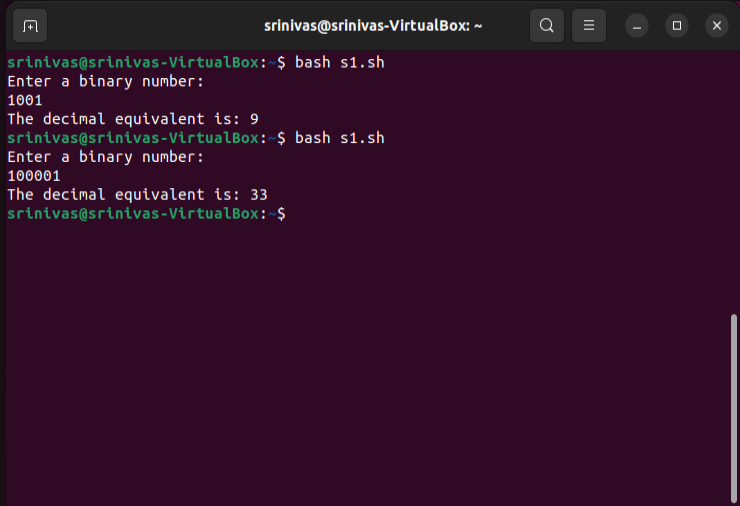 srinivas@srinivas-VirtualBox: ~
srinivas@srinivas-VirtualBox:~$ bash s1.sh
Enter a binary number:
1001
The decimal equivalent is: 9
srinivas@srinivas-VirtualBox:~$ bash s1.sh
Enter a binary number:
100001
The decimal equivalent is: 33
srinivas@srinivas-VirtualBox:~$